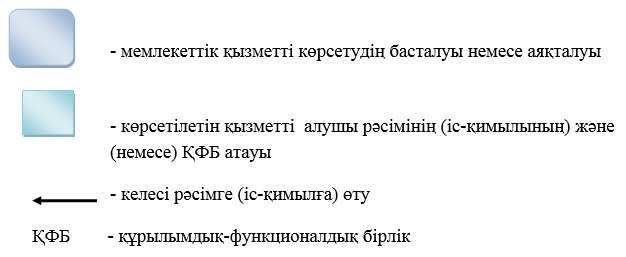 - мемлекеттік қызметті көрсетудің басталуы немесе аяқталуы
- көрсетілетін қызметті алушы рәсімінің (іс-қимылының) және
(немесе) ҚФБ атауы
- келесі рәсімге (іс-қимылға) өту
ҚФБ - құрылымдық-функционалдық бірлік